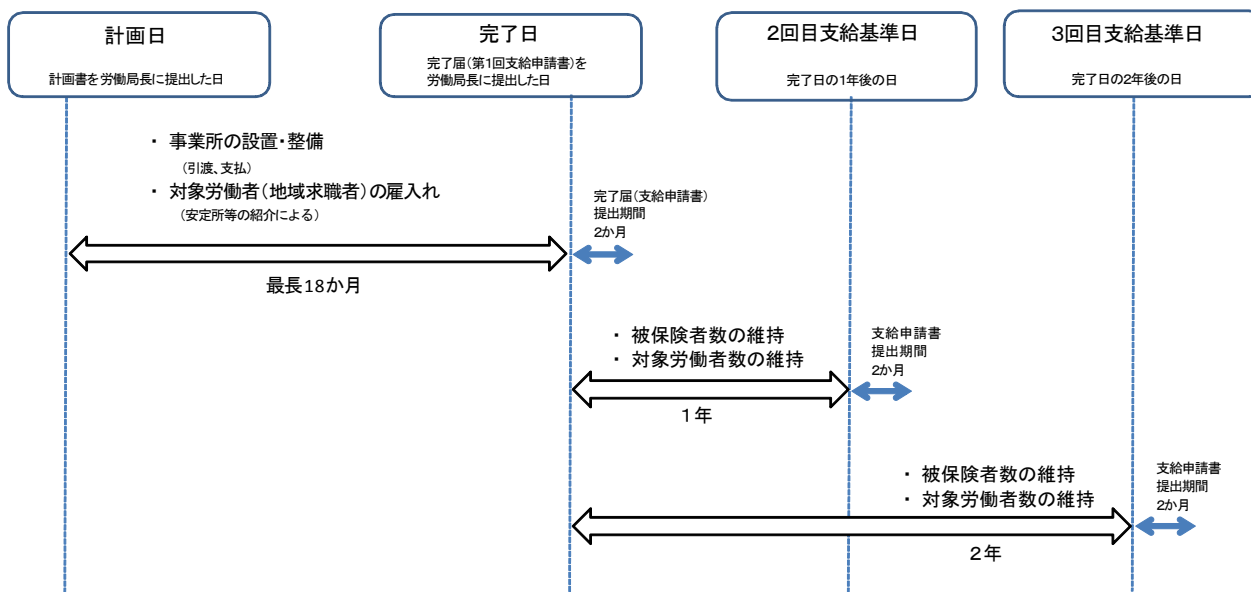 計画日
計画書を労働局長に提出した日
完了日
完了届(第1回支給申請書)を
労働局長に提出した日
2回目支給基準日
完了日の1年後の日
3回目支給基準日
完了日の2年後の日
・ 事業所の設置・整備
(引渡、支払)
・ 対象労働者(地域求職者)の雇入れ
(安定所等の紹介による)
最長18か月
完了届(支給申請書)
提出期間
2か月
・ 被保険者数の維持
・ 対象労働者数の維持
1年
支給申請書
提出期間
2か月
・ 被保険者数の維持
・ 対象労働者数の維持
2年
支給申請書
提出期間
2か月